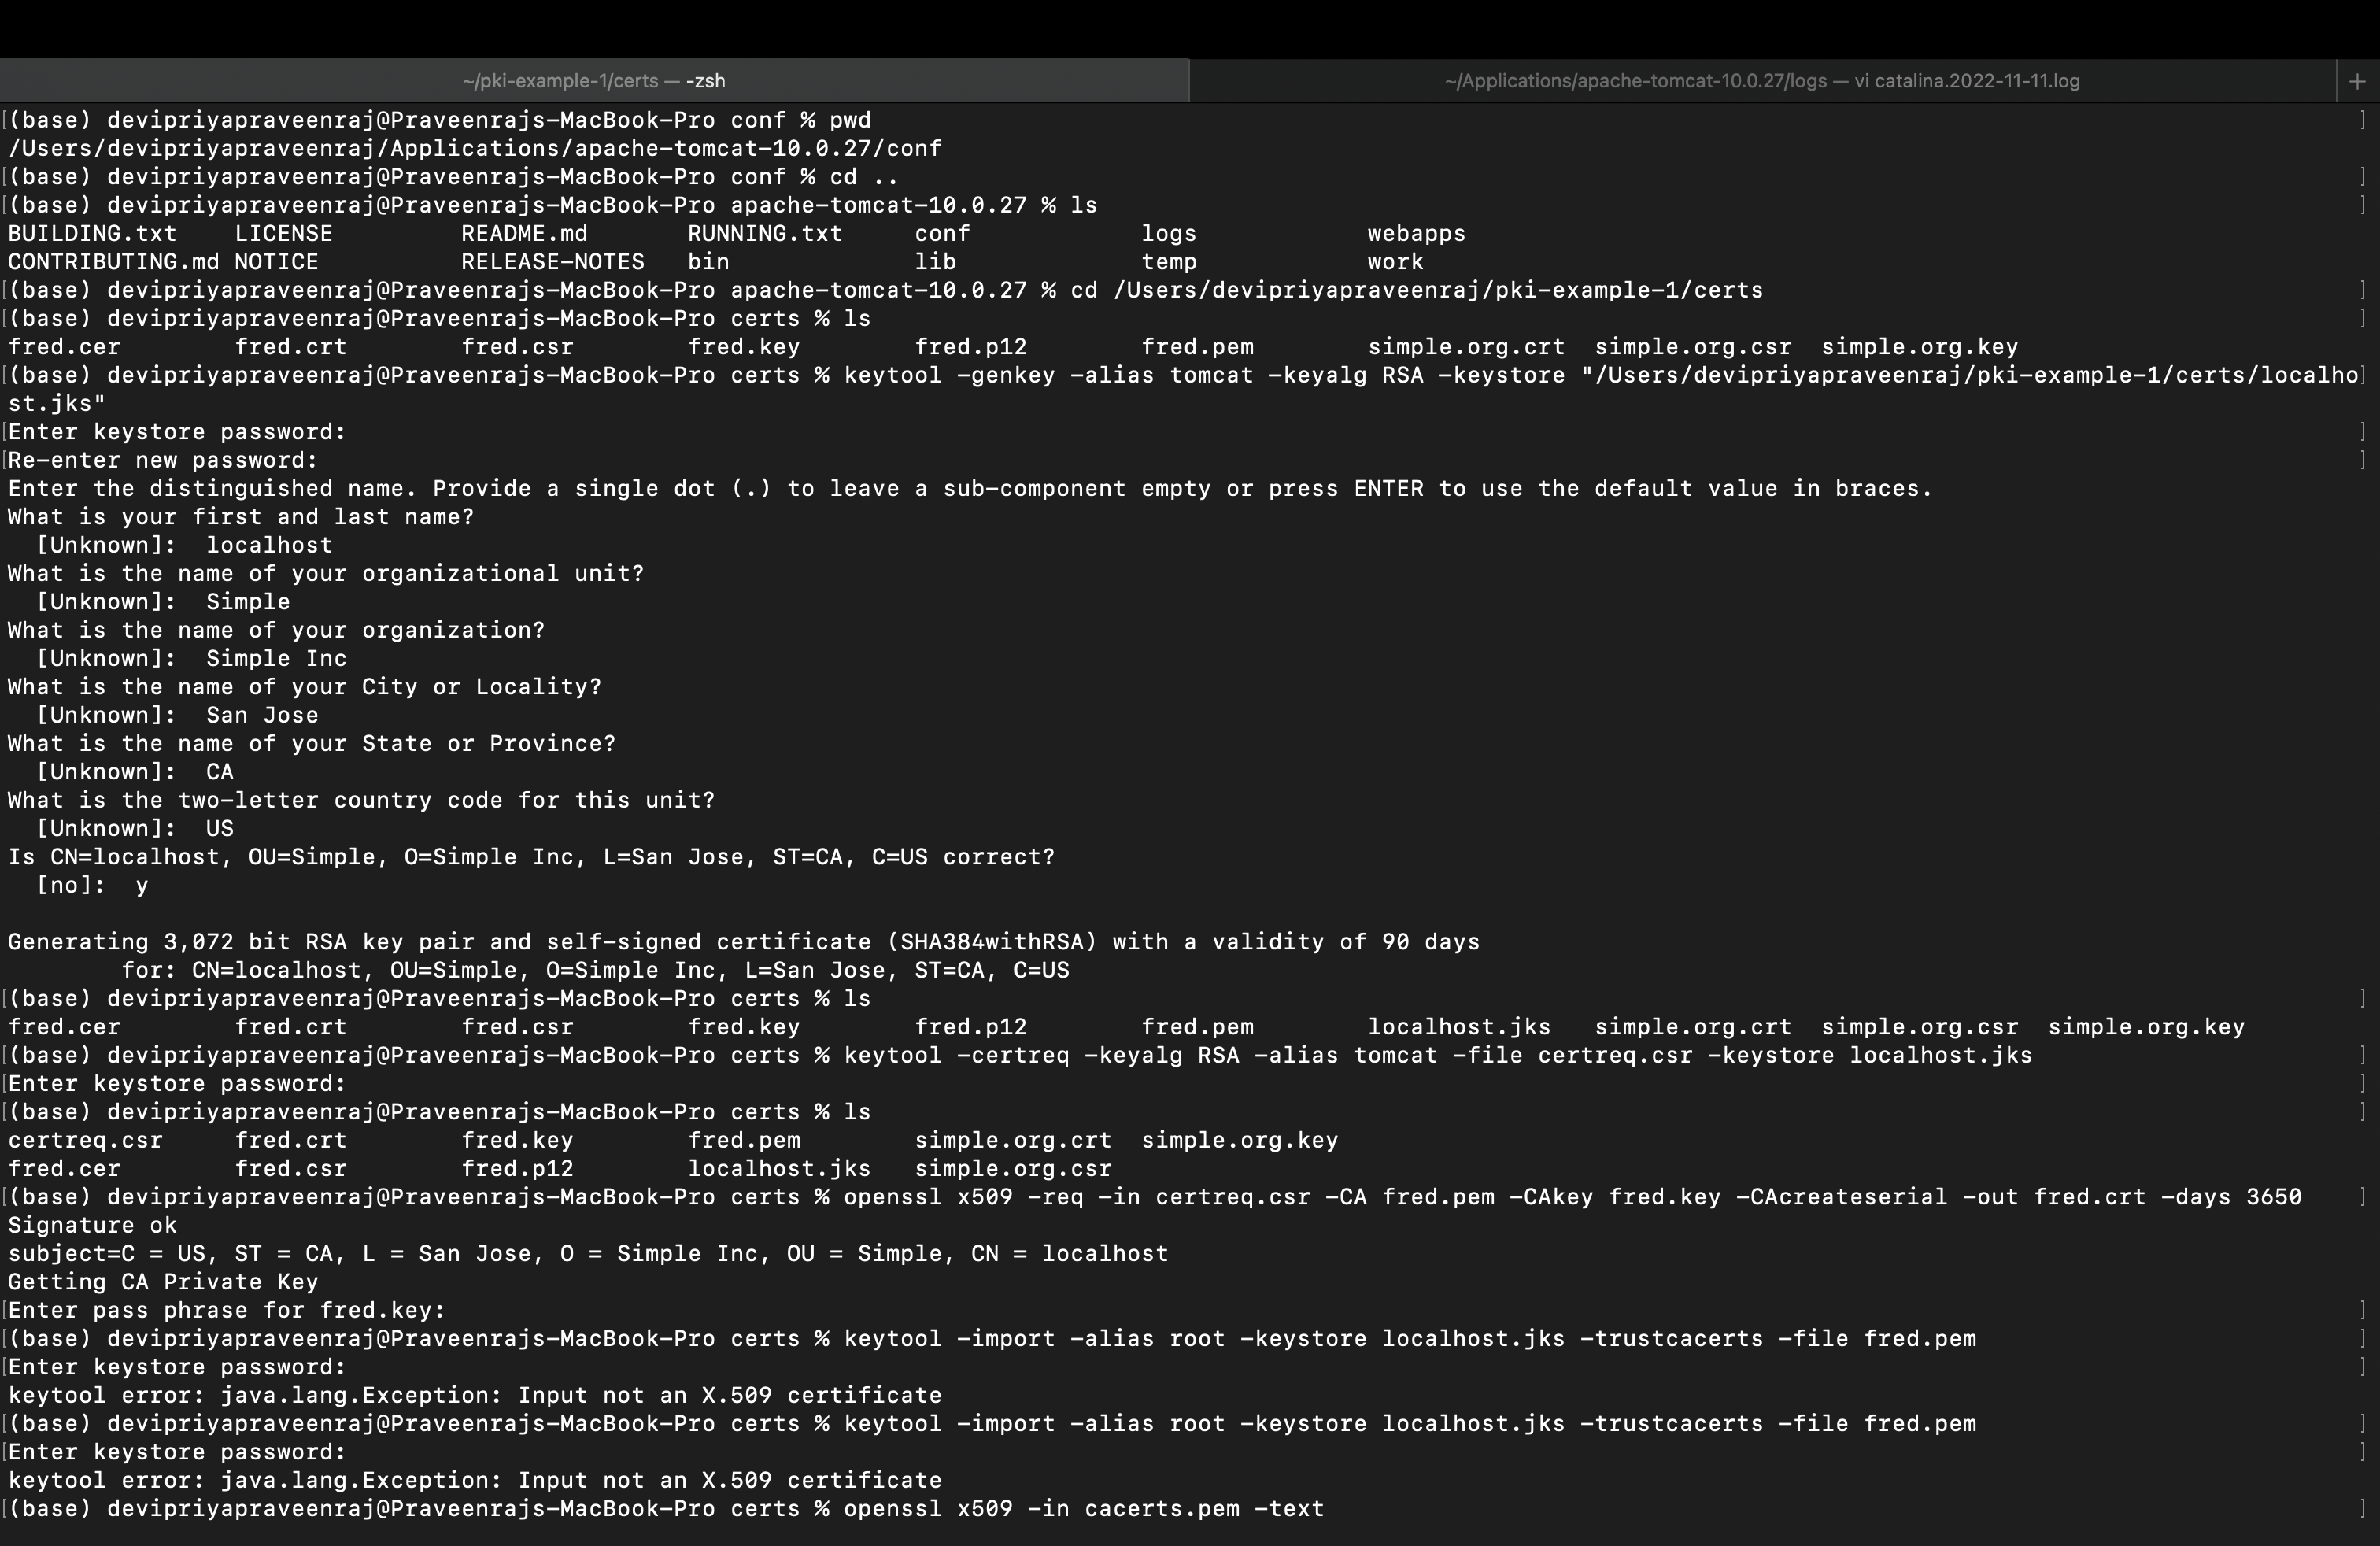 ~/pki-example-1/certs — -zsh
~/Applications/apache-tomcat-10.0.27/logs — vi catalina.2022-11-11.log
+
[(base) devipriyapraveenraj@Praveenrajs-MacBook-Pro conf % pwd ]
/Users/devipriyapraveenraj/Applications/apache-tomcat-10.0.27/conf
[(base) devipriyapraveenraj@Praveenrajs-MacBook-Pro conf % cd .. ]
[(base) devipriyapraveenraj@Praveenrajs-MacBook-Pro apache-tomcat-10.0.27 % ls ]
BUILDING.txt    LICENSE         README.md       RUNNING.txt     conf            logs            webapps
CONTRIBUTING.md NOTICE          RELEASE-NOTES   bin             lib             temp            work
[(base) devipriyapraveenraj@Praveenrajs-MacBook-Pro apache-tomcat-10.0.27 % cd /Users/devipriyapraveenraj/pki-example-1/certs ]
[(base) devipriyapraveenraj@Praveenrajs-MacBook-Pro certs % ls ]
fred.cer        fred.crt        fred.csr        fred.key        fred.p12        fred.pem        simple.org.crt  simple.org.csr  simple.org.key
[(base) devipriyapraveenraj@Praveenrajs-MacBook-Pro certs % keytool -genkey -alias tomcat -keyalg RSA -keystore "/Users/devipriyapraveenraj/pki-example-1/certs/localho]
st.jks"
[Enter keystore password: ]
[Re-enter new password: ]
Enter the distinguished name. Provide a single dot (.) to leave a sub-component empty or press ENTER to use the default value in braces.
What is your first and last name?
  [Unknown]:  localhost
What is the name of your organizational unit?
  [Unknown]:  Simple
What is the name of your organization?
  [Unknown]:  Simple Inc
What is the name of your City or Locality?
  [Unknown]:  San Jose
What is the name of your State or Province?
  [Unknown]:  CA
What is the two-letter country code for this unit?
  [Unknown]:  US
Is CN=localhost, OU=Simple, O=Simple Inc, L=San Jose, ST=CA, C=US correct?
  [no]:  y
Generating 3,072 bit RSA key pair and self-signed certificate (SHA384withRSA) with a validity of 90 days
        for: CN=localhost, OU=Simple, O=Simple Inc, L=San Jose, ST=CA, C=US
[(base) devipriyapraveenraj@Praveenrajs-MacBook-Pro certs % ls ]
fred.cer        fred.crt        fred.csr        fred.key        fred.p12        fred.pem        localhost.jks   simple.org.crt  simple.org.csr  simple.org.key
[(base) devipriyapraveenraj@Praveenrajs-MacBook-Pro certs % keytool -certreq -keyalg RSA -alias tomcat -file certreq.csr -keystore localhost.jks ]
[Enter keystore password: ]
[(base) devipriyapraveenraj@Praveenrajs-MacBook-Pro certs % ls ]
certreq.csr     fred.crt        fred.key        fred.pem        simple.org.crt  simple.org.key
fred.cer        fred.csr        fred.p12        localhost.jks   simple.org.csr
[(base) devipriyapraveenraj@Praveenrajs-MacBook-Pro certs % openssl x509 -req -in certreq.csr -CA fred.pem -CAkey fred.key -CAcreateserial -out fred.crt -days 3650 ]
Signature ok
subject=C = US, ST = CA, L = San Jose, O = Simple Inc, OU = Simple, CN = localhost
Getting CA Private Key
[Enter pass phrase for fred.key: ]
[(base) devipriyapraveenraj@Praveenrajs-MacBook-Pro certs % keytool -import -alias root -keystore localhost.jks -trustcacerts -file fred.pem ]
[Enter keystore password: ]
keytool error: java.lang.Exception: Input not an X.509 certificate
[(base) devipriyapraveenraj@Praveenrajs-MacBook-Pro certs % keytool -import -alias root -keystore localhost.jks -trustcacerts -file fred.pem ]
[Enter keystore password: ]
keytool error: java.lang.Exception: Input not an X.509 certificate
[(base) devipriyapraveenraj@Praveenrajs-MacBook-Pro certs % openssl x509 -in cacerts.pem -text ]